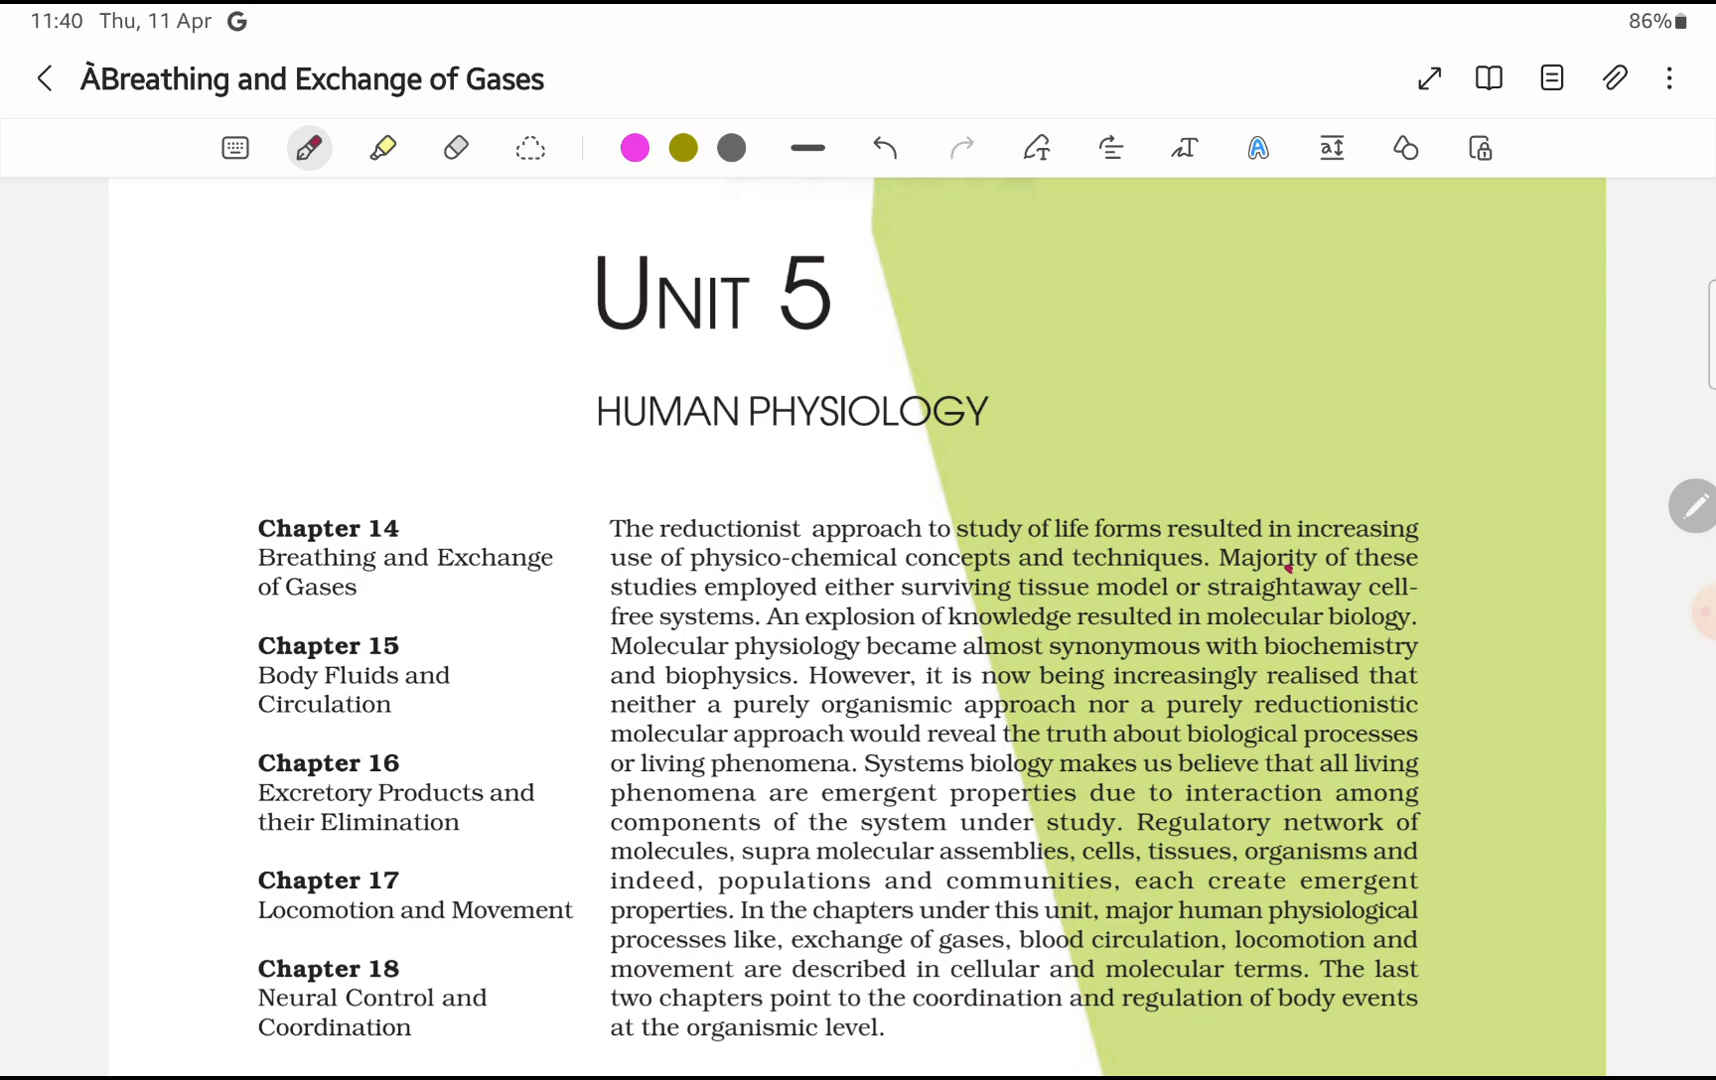 11:40 Thu, 11 Apr G
86%
ÀBreathing and Exchange of Gases
UNIT 5
HUMAN PHYSIOLOGY
Chapter 14
Breathing and Exchange
of Gases
Chapter 15
Body Fluids and
Circulation
Chapter 16
Excretory Products and
their Elimination
Chapter 17
Locomotion and Movement
Chapter 18
Neural Control and
Coordination
The reductionist approach to study of life forms resulted in increasing
use of physico-chemical concepts and techniques. Majority of these
studies employed either surviving tissue model or straightaway cell-
free systems. An explosion of knowledge resulted in molecular biology.
Molecular physiology became almost synonymous with biochemistry
and biophysics. However, it is now being increasingly realised that
neither a purely organismic approach nor a purely reductionistic
molecular approach would reveal the truth about biological processes
or living phenomena. Systems biology makes us believe that all living
phenomena are emergent properties due to interaction among
components of the system under study. Regulatory network of
molecules, supra molecular assemblies, cells, tissues, organisms and
indeed, populations and communities, each create emergent
properties. In the chapters under this unit, major human physiological
processes like, exchange of gases, blood circulation, locomotion and
movement are described in cellular and molecular terms. The last
two chapters point to the coordination and regulation of body events
at the organismic level.